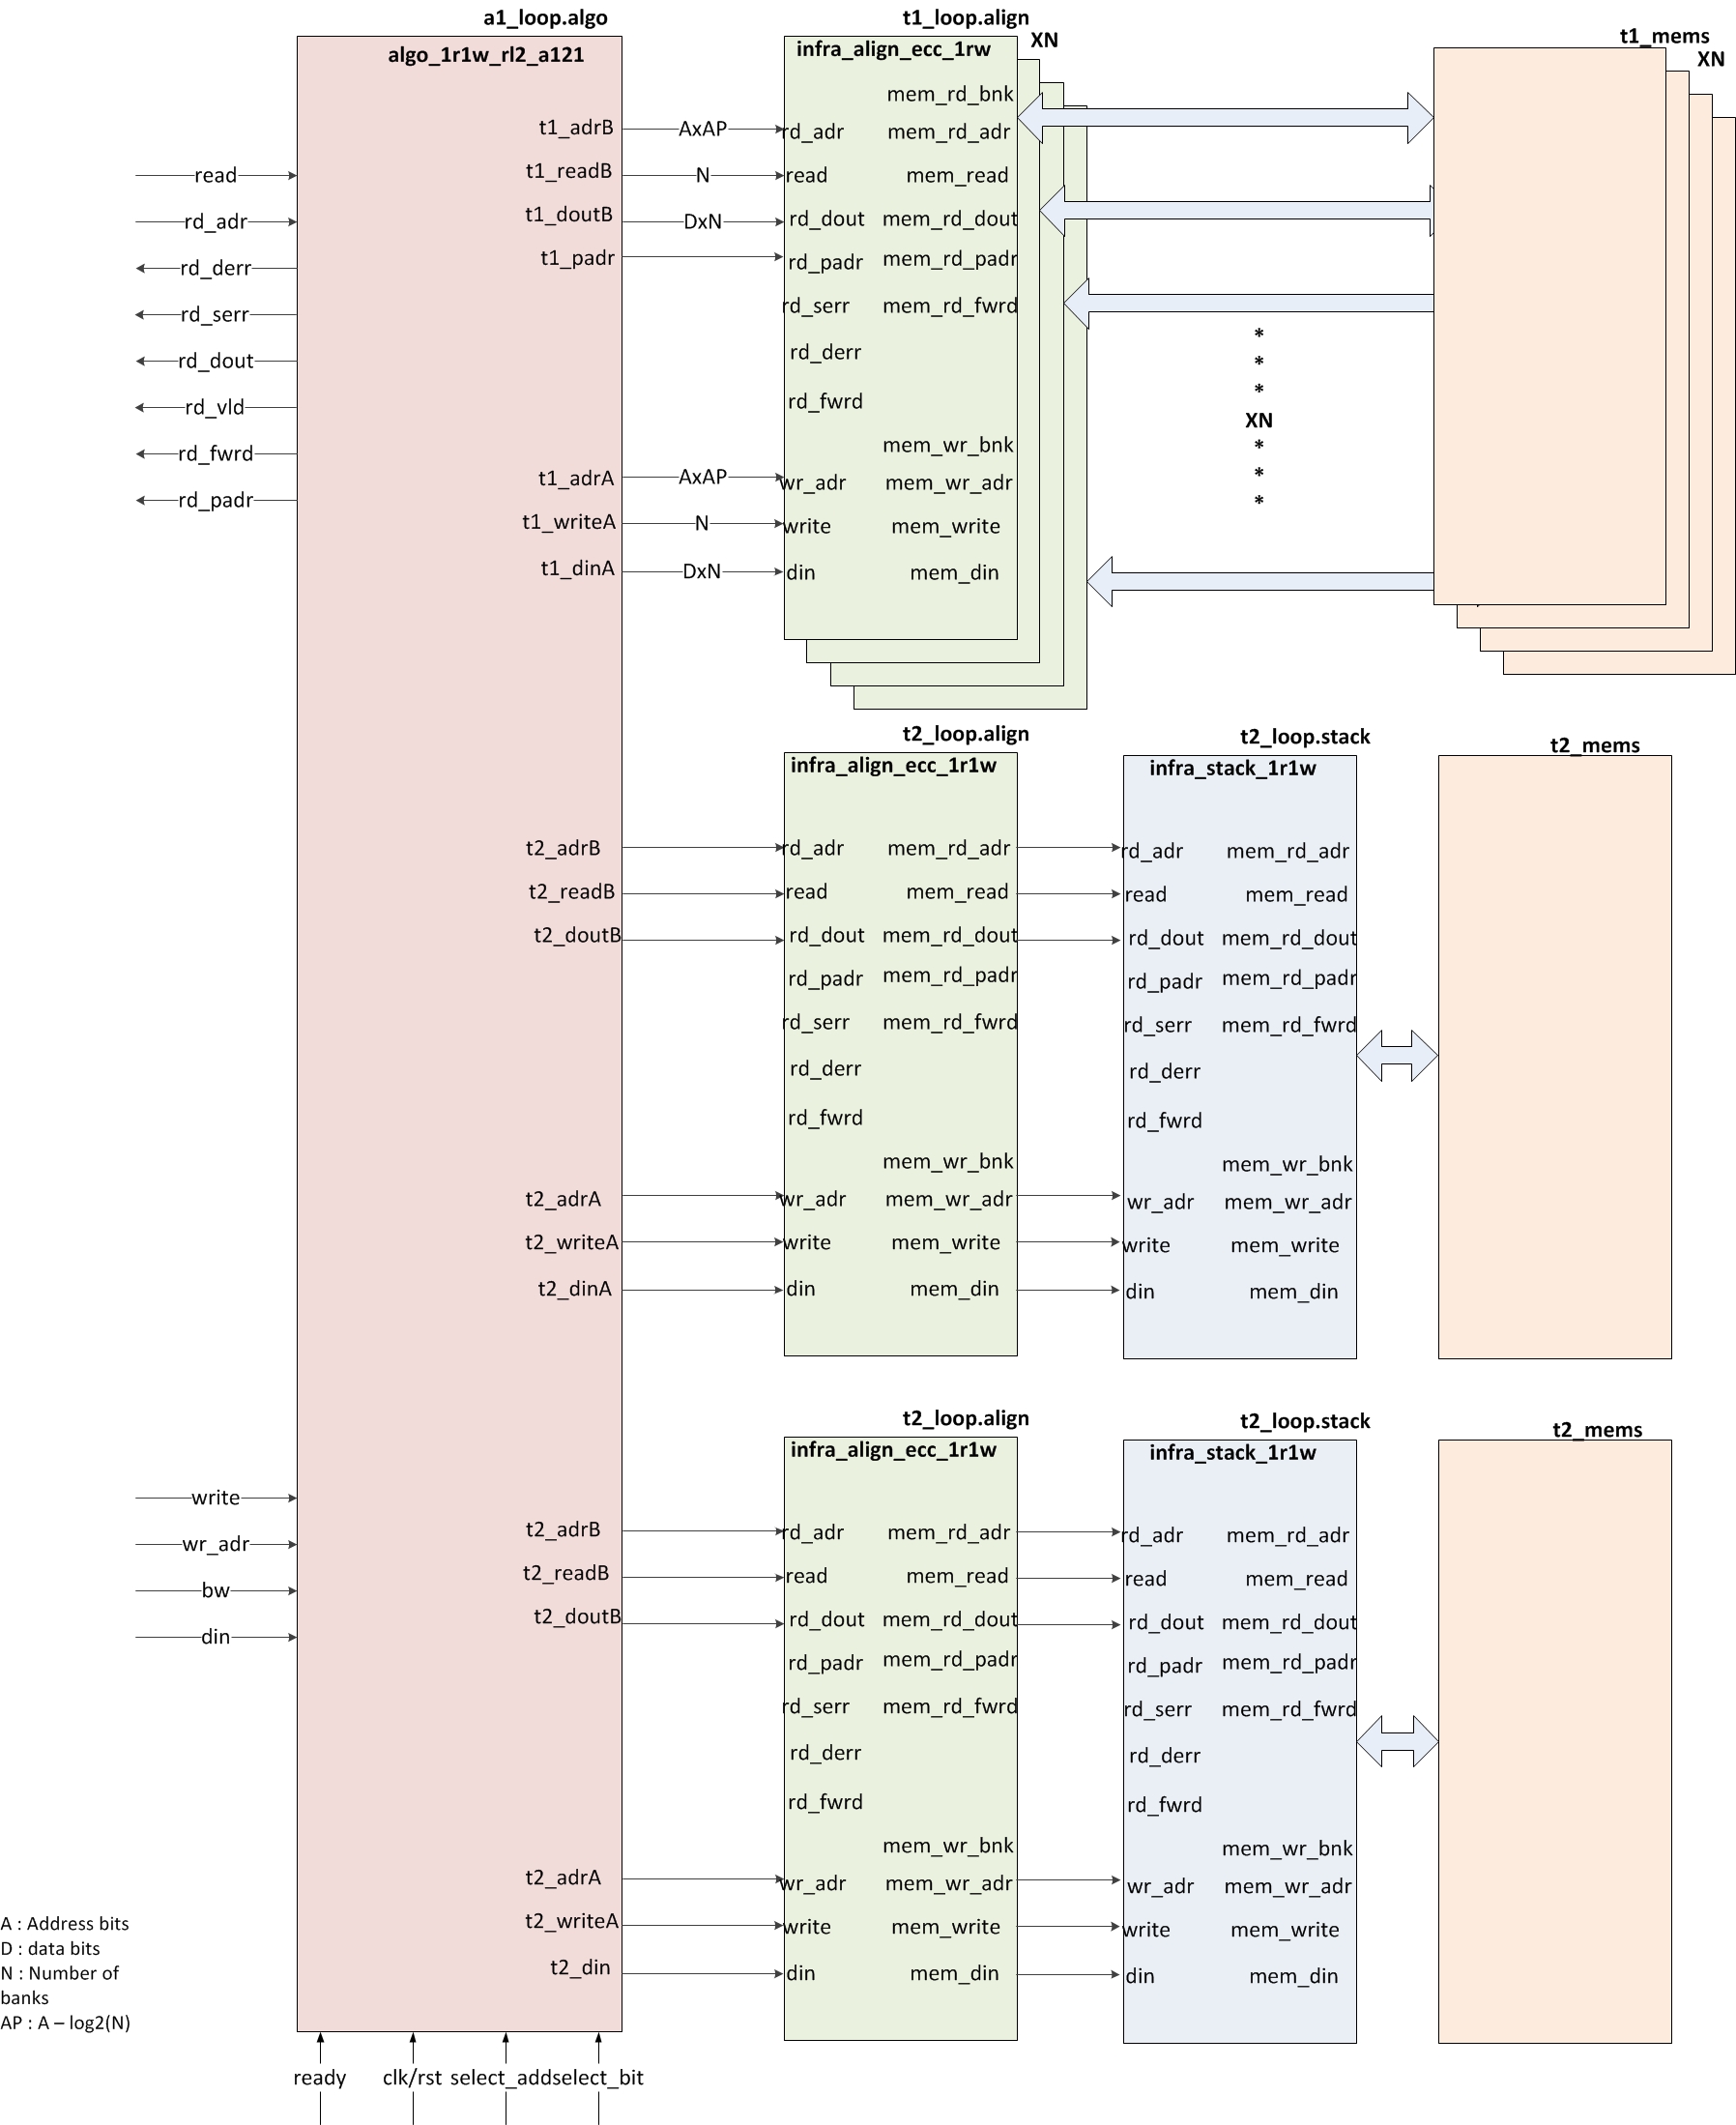 a1_loop.algo
algo_1r1w_rl2_a121
read
rd_adr
rd_derr
rd_serr
rd_dout
rd_vld
rd_fwrd
rd_padr
write
wr_adr
bw
din
t1_adrB
t1_readB
t1_doutB
t1_padr
t1_adrA
t1_writeA
t1_dinA
AxAP
N
DxN
AxAP
N
DxN
t1_loop.align
XN
infra_align_ecc_1rw
mem_rd_bnk
rd_adr mem_rd_adr
read mem_read
rd_dout mem_rd_dout
rd_padr mem_rd_padr
rd_serr mem_rd_fwrd
rd_derr
rd_fwrd
mem_wr_bnk
wr_adr mem_wr_adr
write mem_write
din mem_din
*
*
*
XN
*
*
*
t1_mems
XN
t2_adrB
t2_readB
t2_doutB
t2_adrA
t2_writeA
t2_dinA
t2_loop.align
infra_align_ecc_1r1w
rd_adr mem_rd_adr
read mem_read
rd_dout mem_rd_dout
rd_padr mem_rd_padr
rd_serr mem_rd_fwrd
rd_derr
rd_fwrd
mem_wr_bnk
wr_adr mem_wr_adr
write mem_write
din mem_din
t2_loop.stack
infra_stack_1r1w
rd_adr mem_rd_adr
read mem_read
rd_dout mem_rd_dout
rd_padr mem_rd_padr
rd_serr mem_rd_fwrd
rd_derr
rd_fwrd
mem_wr_bnk
wr_adr mem_wr_adr
write mem_write
din mem_din
t2_mems
t2_adrB
t2_readB
t2_doutB
t2_adrA
t2_writeA
t2_din
t2_loop.align
infra_align_ecc_1r1w
rd_adr mem_rd_adr
read mem_read
rd_dout mem_rd_dout
rd_padr mem_rd_padr
rd_serr mem_rd_fwrd
rd_derr
rd_fwrd
mem_wr_bnk
wr_adr mem_wr_adr
write mem_write
din mem_din
t2_loop.stack
infra_stack_1r1w
rd_adr mem_rd_adr
read mem_read
rd_dout mem_rd_dout
rd_padr mem_rd_padr
rd_serr mem_rd_fwrd
rd_derr
rd_fwrd
mem_wr_bnk
wr_adr mem_wr_adr
write mem_write
din mem_din
t2_mems
A : Address bits
D : data bits
N : Number of
banks
AP : A – log2(N)
ready
clk/rst
select_add
select_bit